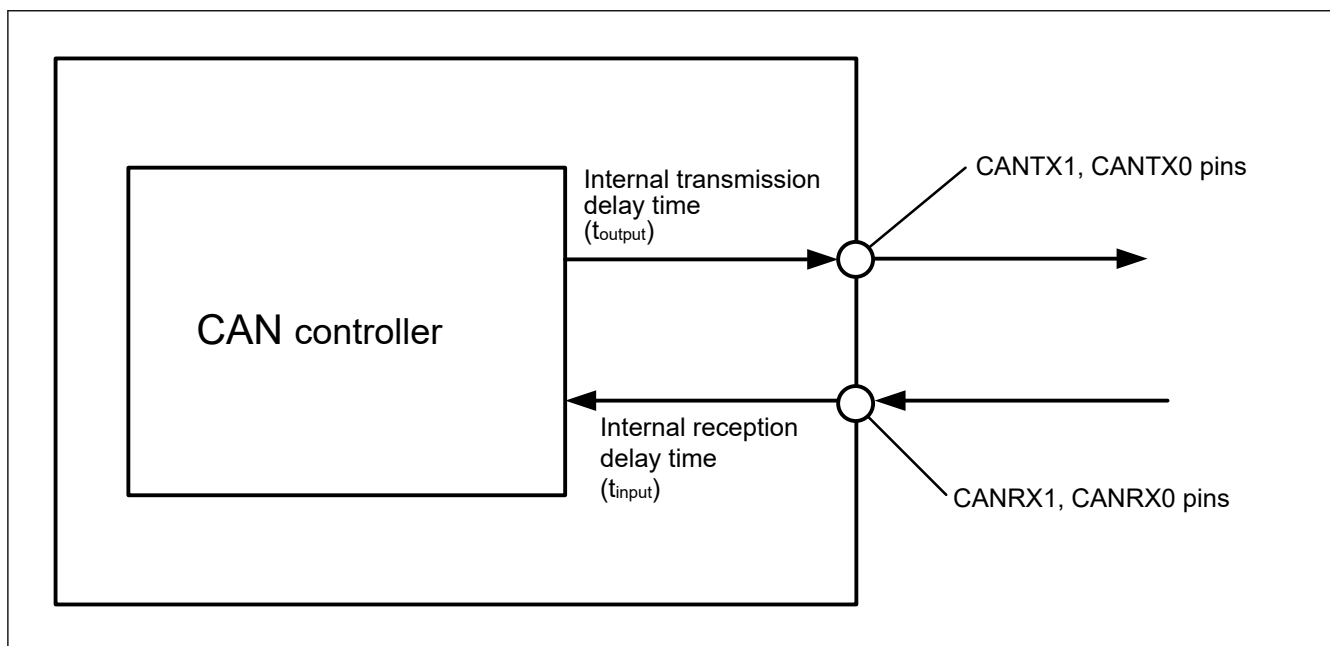 Internal transmission
delay time
(toutput)
CANTX1, CANTX0 pins
CAN controller
Internal reception
delay time
(tinput)
CANRX1, CANRX0 pins